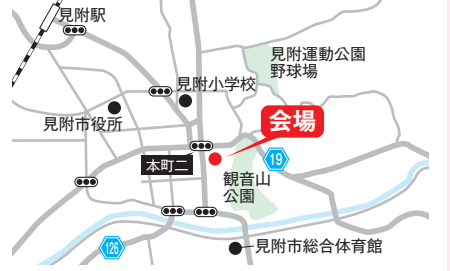 見附駅
見附運動公園
野球場
見附小学校
見附市役所
会場
本町二
19
観音山
公園
126
見附市総合体育館